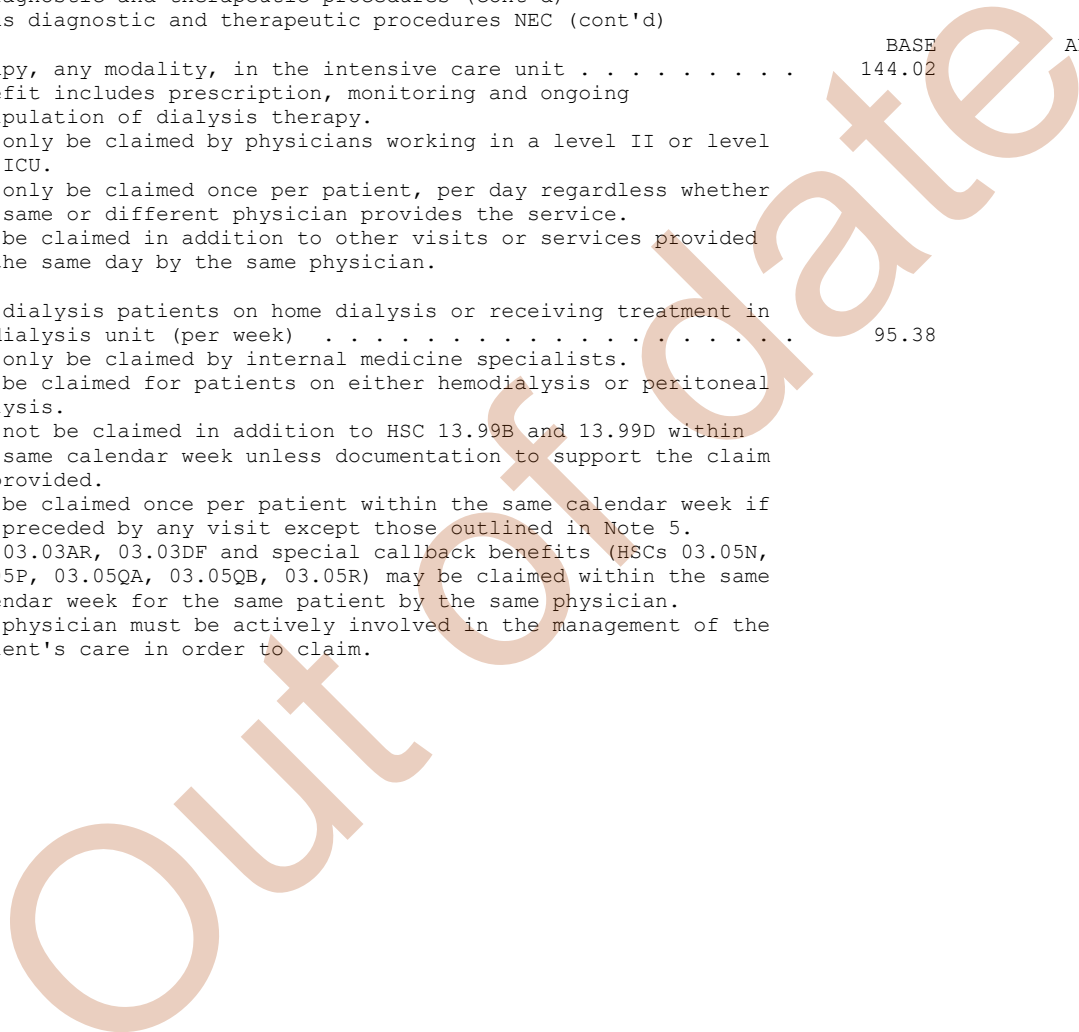 agnostic and therapeutic procedures (cont'd)
s diagnostic and therapeutic procedures NEC (cont'd)
BASE
py, any modality, in the intensive care unit . . . . . . . . . 144.02
efit includes prescription, monitoring and ongoing
pulation of dialysis therapy.
only be claimed by physicians working in a level II or level
ICU.
only be claimed once per patient, per day regardless whether
same or different physician provides the service.
be claimed in addition to other visits or services provided
he same day by the same physician.
dialysis patients on home dialysis or receiving treatment in
dialysis unit (per week) . . . . . . . . . . . . . . . . . . . 95.38
only be claimed by internal medicine specialists.
be claimed for patients on either hemodialysis or peritoneal
ysis.
not be claimed in addition to HSC 13.99B and 13.99D within
same calendar week unless documentation to support the claim
provided.
be claimed once per patient within the same calendar week if
preceded by any visit except those outlined in Note 5.
03.03AR, 03.03DF and special callback benefits (HSCs 03.05N,
5P, 03.05QA, 03.05QB, 03.05R) may be claimed within the same
endar week for the same patient by the same physician.
physician must be actively involved in the management of the
ient's care in order to claim.
Out of date